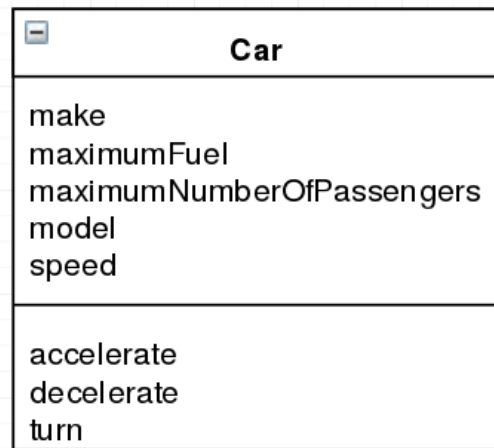 Car
make
maximumFuel
maximumNumberOfPassengers
model
speed
accelerate
decelerate
turn